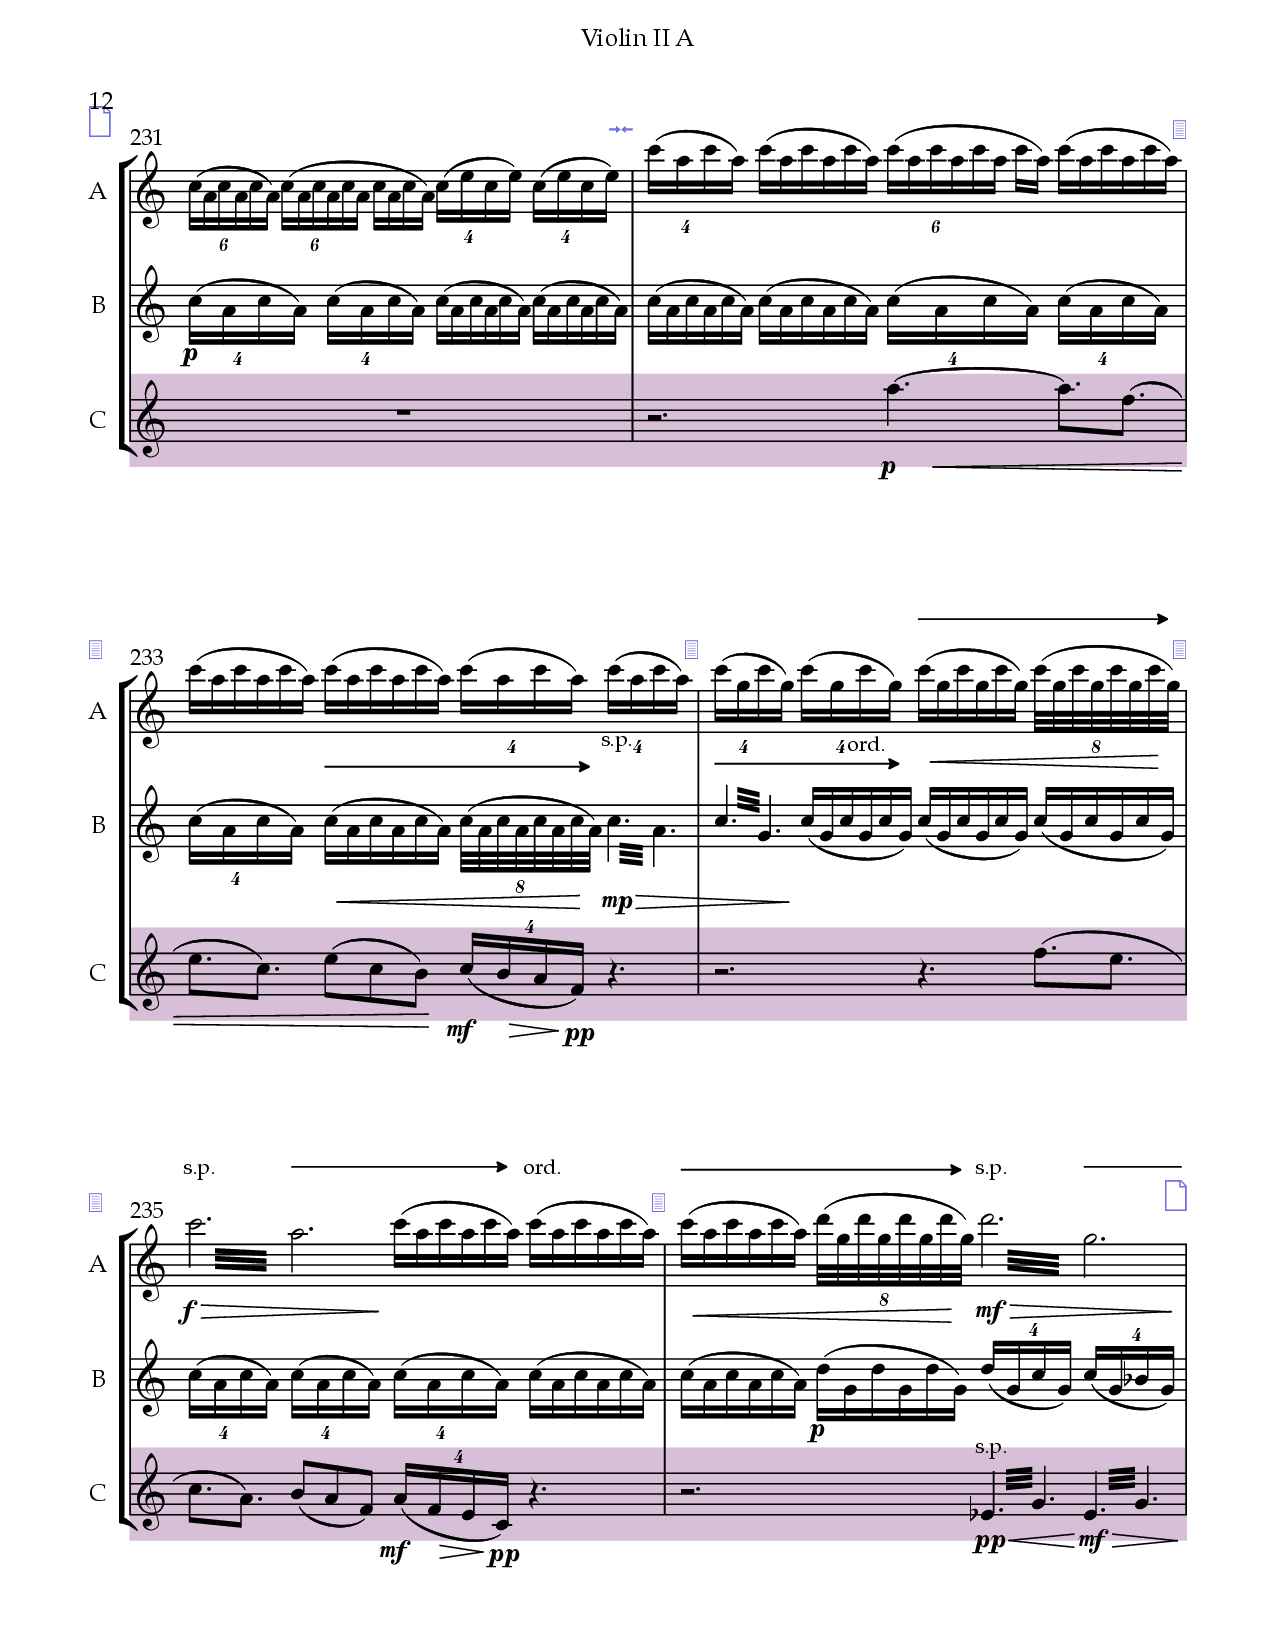 Violin II A
12
231
A
6 6 4 4 4 6
B
p 4 4 4 4
C
p
233
A
4 s.p. 4 4 4 ord. 8
B
4 8 mp
4
C
mf pp
s.p. ord. s.p.
235
A
f 8 mf
4 4
B
4 4 4 p
s.p.
4
C
mf pp pp mf